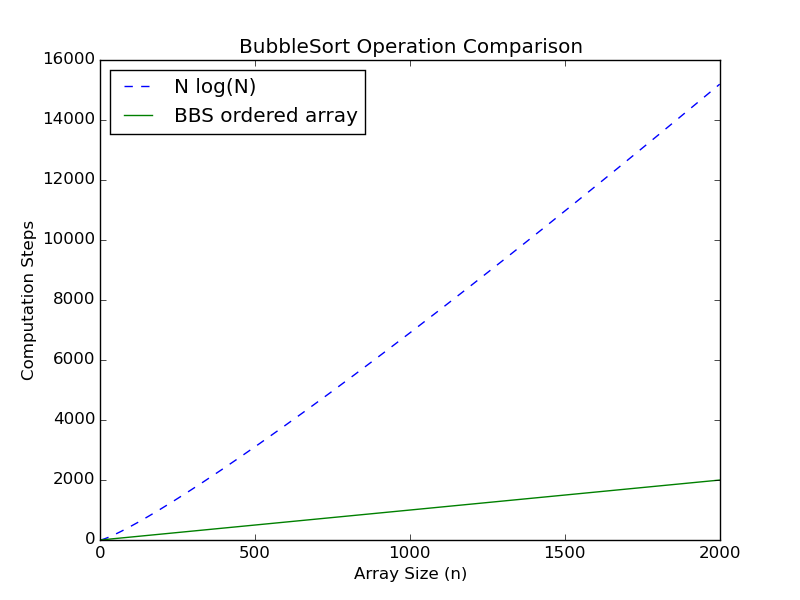 BubbleSort Operation Comparison
16000
14000
12000
10000
8000
6000
4000
2000
0
Computation Steps
N log(N)
BBS ordered array
0 500 1000 1500 2000
Array Size (n)